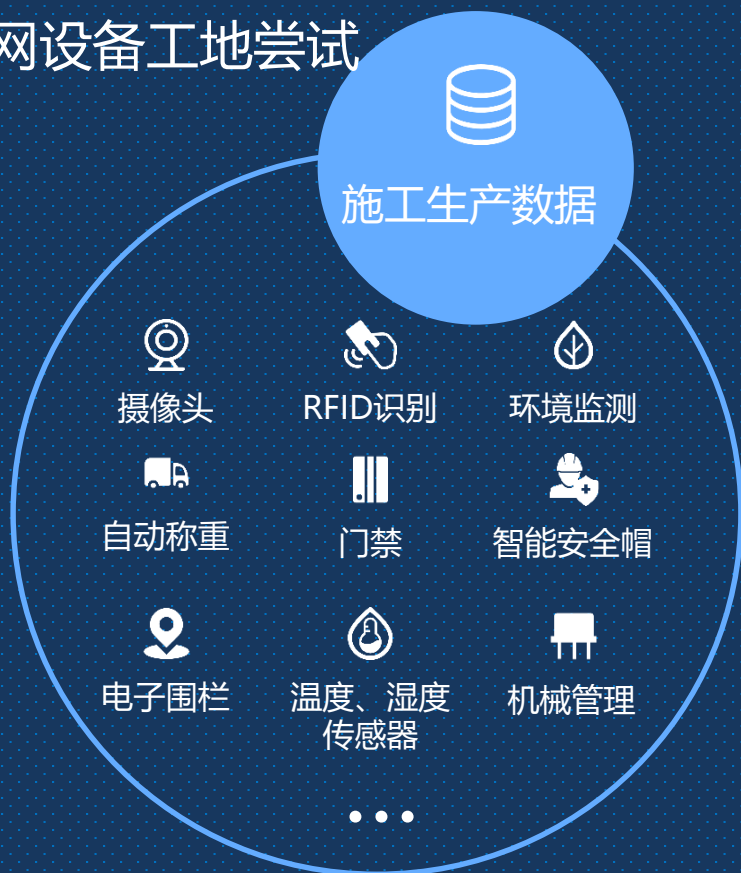 网设备工地尝试
施工生产数据
摄像头
RFID识别
环境监测
自动称重
门禁
智能安全帽
电子围栏
温度、湿度
传感器
机械管理
•••